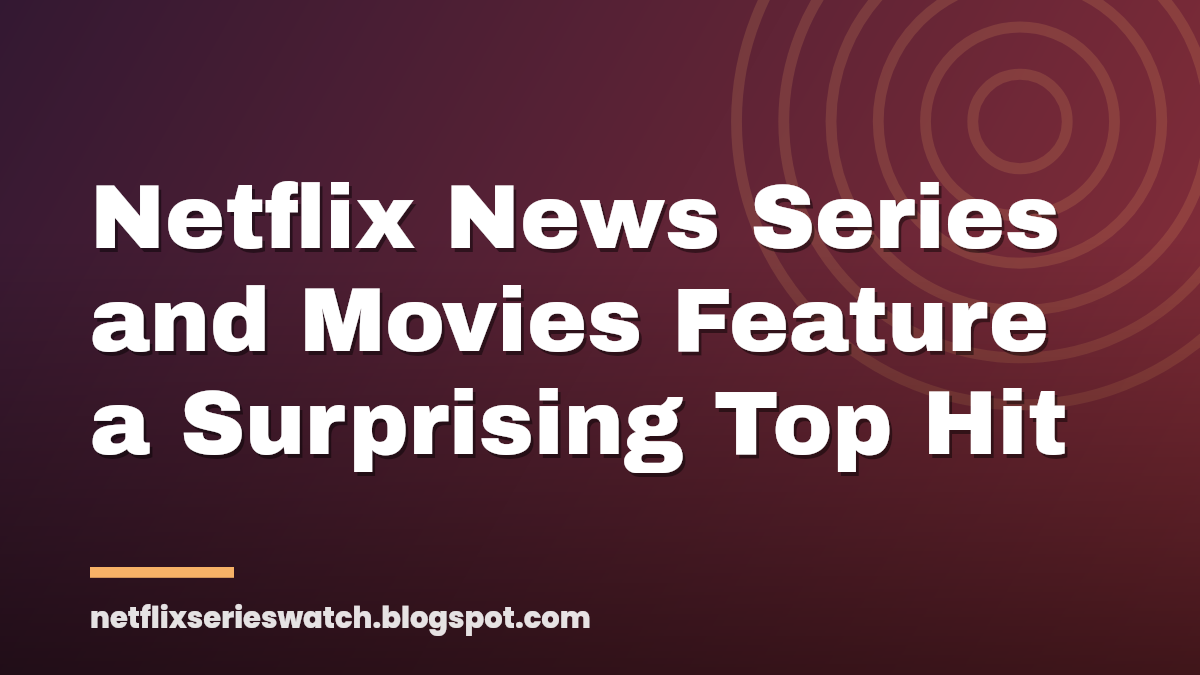 Netflix News Series
and Movies Feature
a Surprising Top Hit
netflixserieswatch.blogspot.com